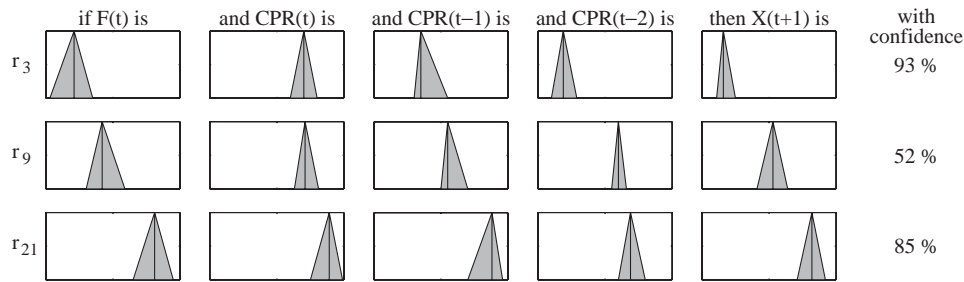 if F(t) is and CPR(t) is and CPR(t−1) is and CPR(t−2) is then X(t+1) is with confidence
r3 93 %
r9 52 %
r21 85 %